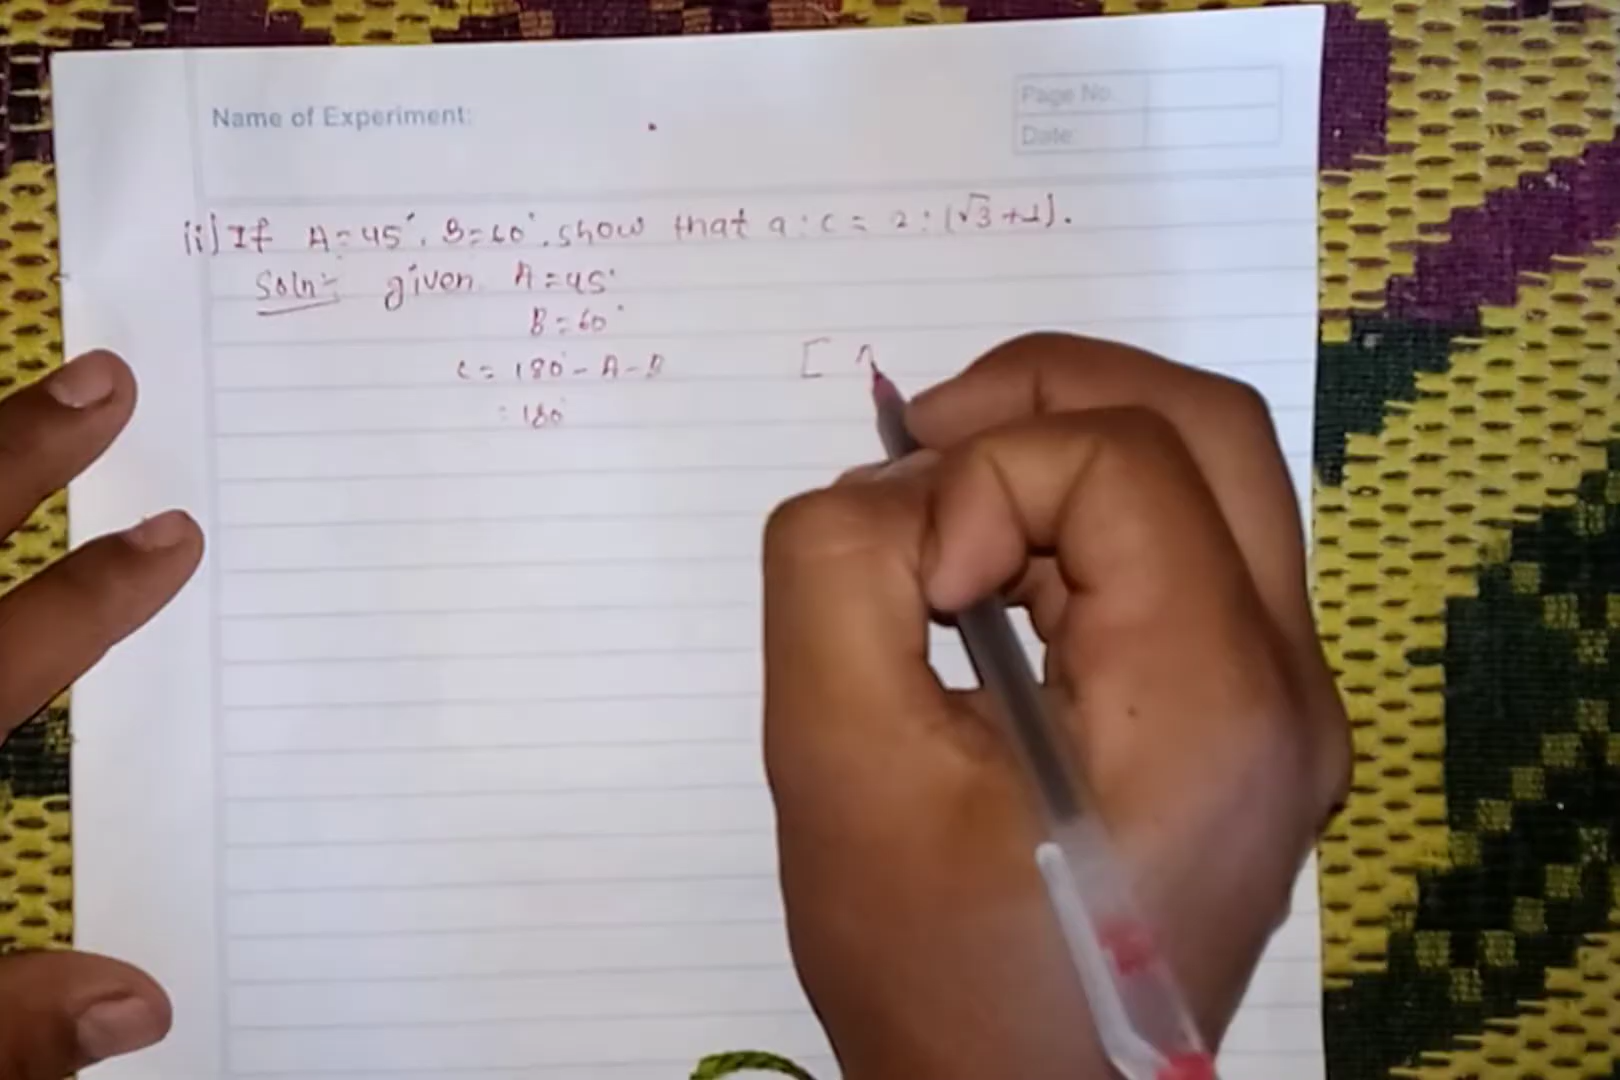 Name of Experiment:
Page No.
Date:
(ii) If A = 45°, B = 60°, show that a : c = 2 : (√3 + 1).
Soln:- given A = 45°
B = 60°
C = 180° - A - B [ A
= 180°